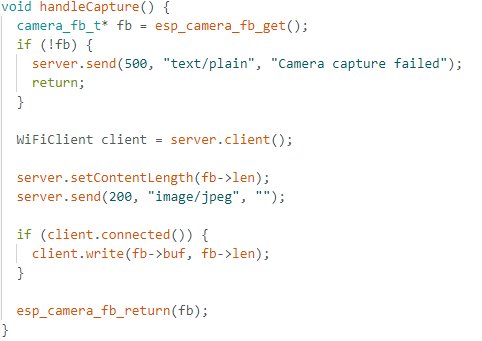 void handleCapture() {
  camera_fb_t* fb = esp_camera_fb_get();
  if (!fb) {
    server.send(500, "text/plain", "Camera capture failed");
    return;
  }

  WiFiClient client = server.client();

  server.setContentLength(fb->len);
  server.send(200, "image/jpeg", "");

  if (client.connected()) {
    client.write(fb->buf, fb->len);
  }

  esp_camera_fb_return(fb);
}